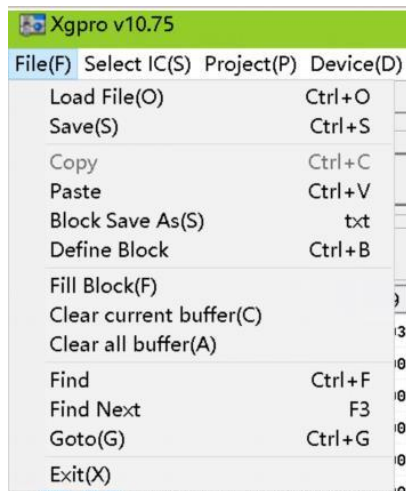 Xgpro v10.75
File(F) Select IC(S) Project(P) Device(D)
Load File(O) Ctrl+O
Save(S) Ctrl+S
Copy Ctrl+C
Paste Ctrl+V
Block Save As(S) txt
Define Block Ctrl+B
Fill Block(F)
Clear current buffer(C)
Clear all buffer(A)
Find Ctrl+F
Find Next F3
Goto(G) Ctrl+G
Exit(X)